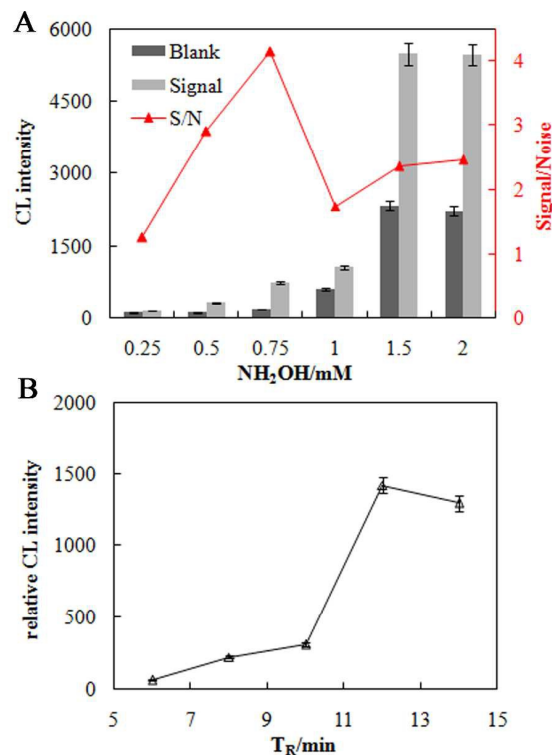 A
6000
4500
3000
1500
0
CL intensity
Blank
Signal
S/N
4
3
2
1
0
Signal/Noise
0.25 0.5 0.75 1 1.5 2
NH₂OH/mM
B
2000
1500
1000
500
0
relative CL intensity
5 7 9 11 13 15
T_R/min